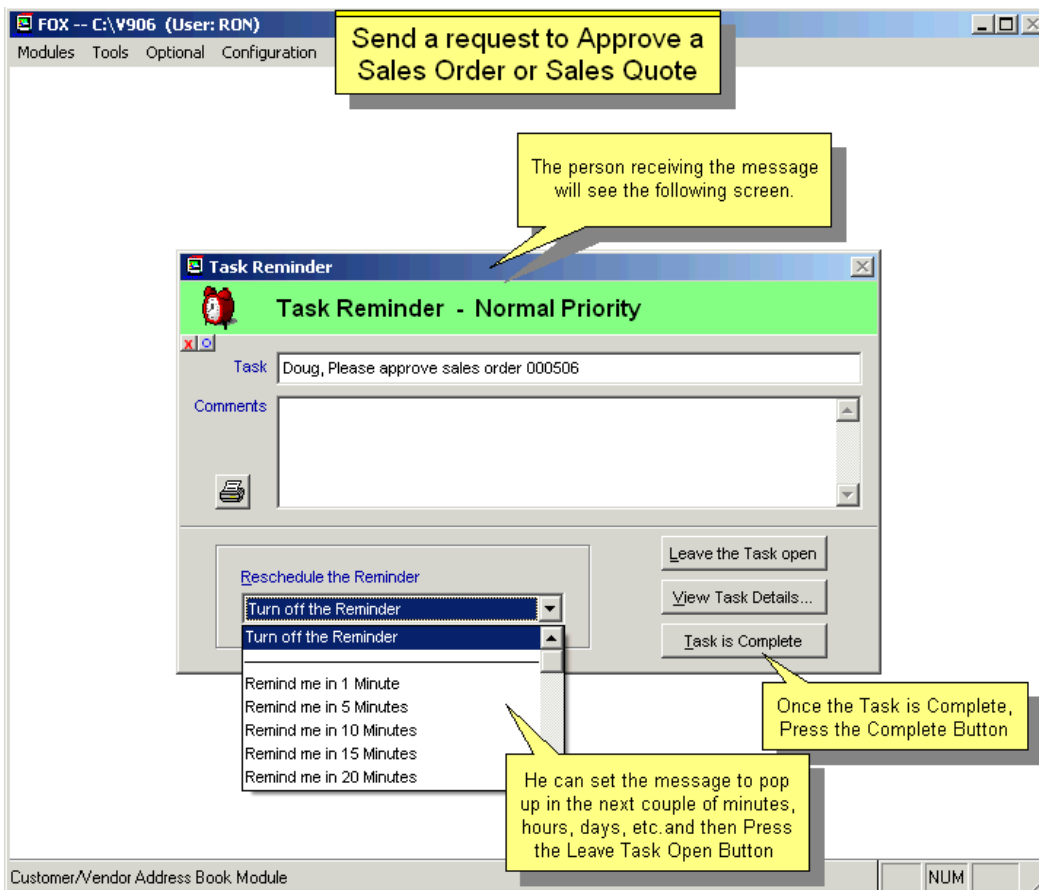 FOX -- C:\V906 (User: RON)
Modules Tools Optional Configuration
Send a request to Approve a
Sales Order or Sales Quote
The person receiving the message
will see the following screen.
Task Reminder
Task Reminder - Normal Priority
Task
Doug, Please approve sales order 000506
Comments
Reschedule the Reminder
Turn off the Reminder
Turn off the Reminder
Remind me in 1 Minute
Remind me in 5 Minutes
Remind me in 10 Minutes
Remind me in 15 Minutes
Remind me in 20 Minutes
Leave the Task open
View Task Details...
Task is Complete
Once the Task is Complete,
Press the Complete Button
He can set the message to pop
up in the next couple of minutes,
hours, days, etc.and then Press
the Leave Task Open Button
Customer/Vendor Address Book Module
NUM